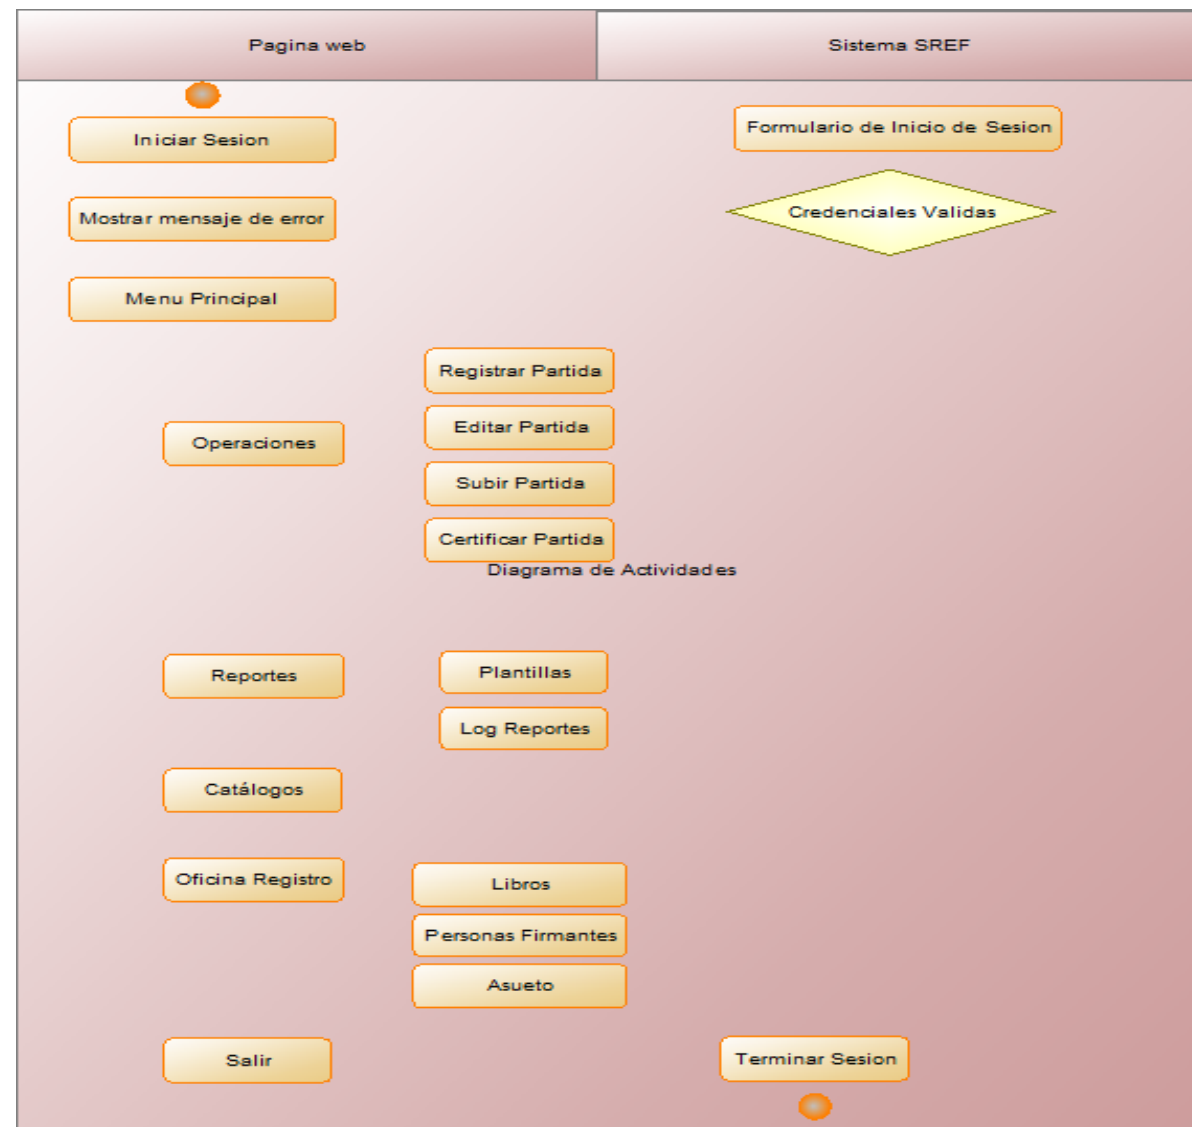 Pagina web
Sistema SREF
Iniciar Sesion
Formulario de Inicio de Sesion
Mostrar mensaje de error
Credenciales Validas
Menu Principal
Registrar Partida
Editar Partida
Operaciones
Subir Partida
Certificar Partida
Diagrama de Actividades
Reportes
Plantillas
Log Reportes
Catálogos
Oficina Registro
Libros
Personas Firmantes
Asueto
Salir
Terminar Sesion